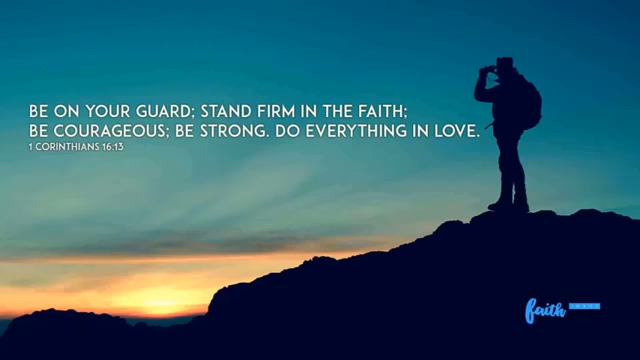 BE ON YOUR GUARD; STAND FIRM IN THE FAITH;
BE COURAGEOUS; BE STRONG. DO EVERYTHING IN LOVE.
1 CORINTHIANS 16:13
faith